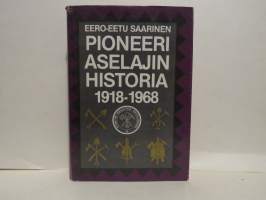 EERO-EETU SAARINEN
PIONEERI
ASELAJIN
HISTORIA
1918-1968